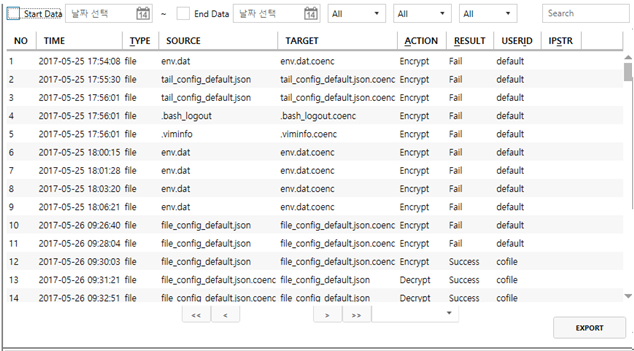 Start Data 날짜 선택 14 ~ End Data 날짜 선택 14 All All All Search
NO TIME TYPE SOURCE TARGET ACTION RESULT USERID IPSTR
1 2017-05-25 17:54:08 file env.dat env.dat.coenc Encrypt Fail default
2 2017-05-25 17:55:30 file tail_config_default.json tail_config_default.json.coenc Encrypt Fail default
3 2017-05-25 17:56:01 file tail_config_default.json tail_config_default.json.coenc Encrypt Fail default
4 2017-05-25 17:56:01 file .bash_logout .bash_logout.coenc Encrypt Fail default
5 2017-05-25 17:56:01 file .viminfo .viminfo.coenc Encrypt Fail default
6 2017-05-25 18:00:15 file env.dat env.dat.coenc Encrypt Fail default
7 2017-05-25 18:01:28 file env.dat env.dat.coenc Encrypt Fail default
8 2017-05-25 18:03:20 file env.dat env.dat.coenc Encrypt Fail default
9 2017-05-25 18:06:21 file env.dat env.dat.coenc Encrypt Fail default
10 2017-05-26 09:26:40 file file_config_default.json file_config_default.json.coenc Encrypt Fail default
11 2017-05-26 09:28:04 file file_config_default.json file_config_default.json.coenc Encrypt Fail default
12 2017-05-26 09:30:03 file file_config_default.json file_config_default.json.coenc Encrypt Success cofile
13 2017-05-26 09:31:21 file file_config_default.json.coenc file_config_default.json Decrypt Success cofile
14 2017-05-26 09:32:51 file file_config_default.json.coenc file_config_default.json Decrypt Success cofile
<< < > >>
EXPORT